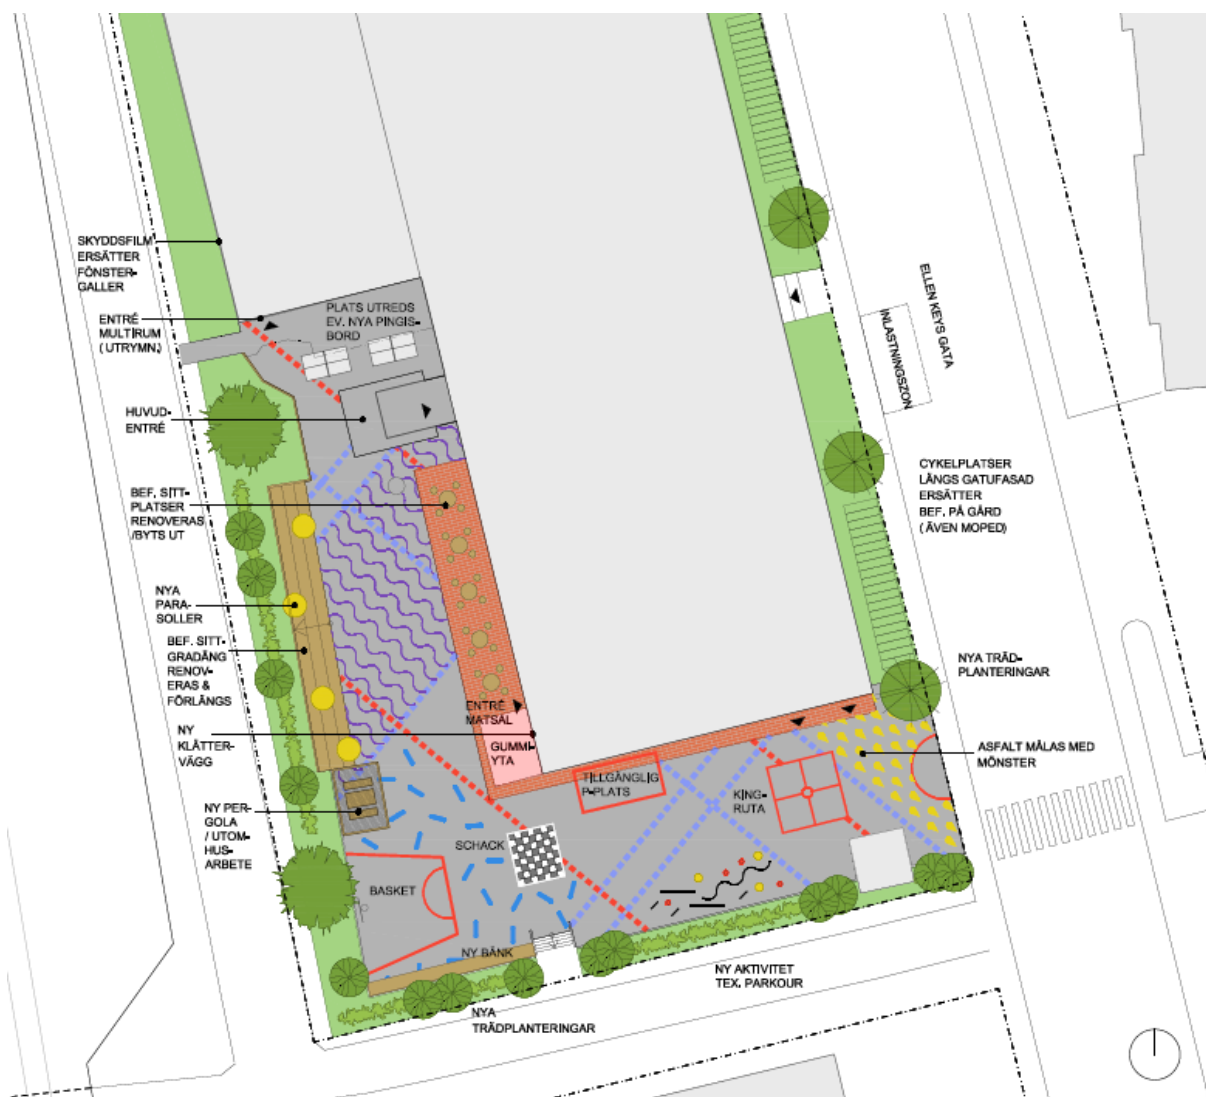 SKYDDSFILM
ERSÄTTER
FÖNSTER-
GALLER
ENTRÉ
MULTIRUM
( UTRYMN.)
PLATS UTREDS
EV. NYA PINGIS-
BORD
HUVUD-
ENTRÉ
BEF. SITT-
PLATSER
RENOVERAS
/BYTS UT
NYA
PARA-
SOLLER
BEF. SITT-
GRADÄNG
RENOV-
ERAS &
FÖRLÄNGS
NY
KLÄTTER-
VÄGG
NY PER-
GOLA
/ UTOM-
HUS-
ARBETE
ENTRÉ
MATSAL
GUMMI-
YTA
TILLGÄNGLIG
P-PLATS
KING-
RUTA
SCHACK
BASKET
NY BÄNK
NYA
TRÄDPLANTERINGAR
NY AKTIVITET
TEX. PARKOUR
ELLEN KEYS GATA
INLASTNINGSZON
CYKELPLATSER
LÄNGS GATUFASAD
ERSÄTTER
BEF. PÅ GÅRD
( ÄVEN MOPED)
NYA TRÄD-
PLANTERINGAR
ASFALT MÅLAS MED
MÖNSTER